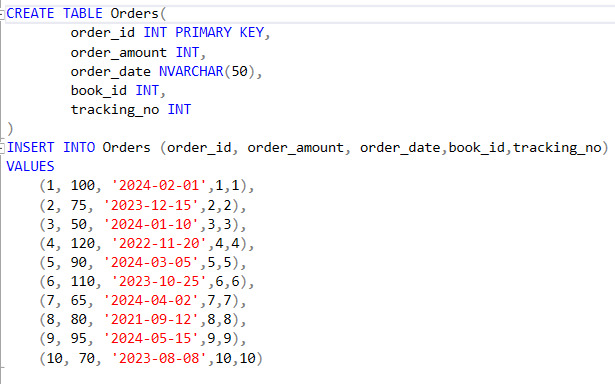 CREATE TABLE Orders(
order_id INT PRIMARY KEY,
order_amount INT,
order_date NVARCHAR(50),
book_id INT,
tracking_no INT
)
INSERT INTO Orders (order_id, order_amount, order_date,book_id,tracking_no)
VALUES
(1, 100, '2024-02-01',1,1),
(2, 75, '2023-12-15',2,2),
(3, 50, '2024-01-10',3,3),
(4, 120, '2022-11-20',4,4),
(5, 90, '2024-03-05',5,5),
(6, 110, '2023-10-25',6,6),
(7, 65, '2024-04-02',7,7),
(8, 80, '2021-09-12',8,8),
(9, 95, '2024-05-15',9,9),
(10, 70, '2023-08-08',10,10)